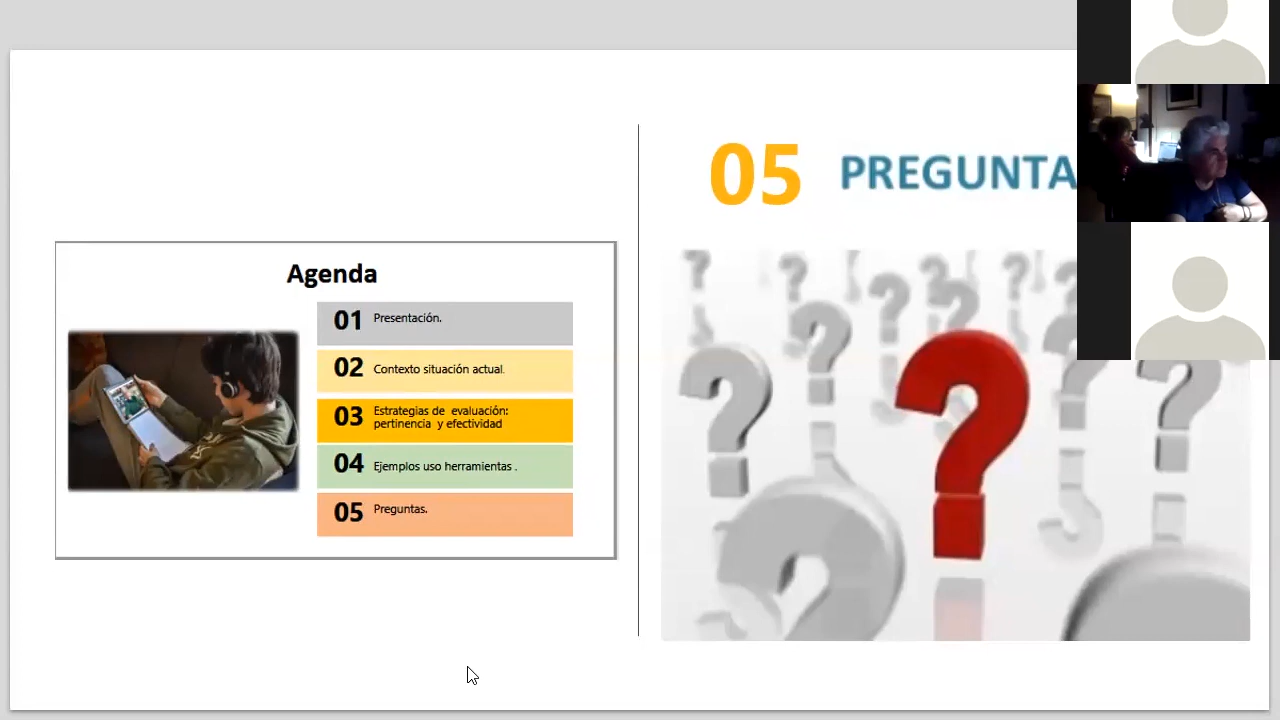 Agenda
01 Presentación.
02 Contexto situación actual.
03 Estrategias de evaluación:
pertinencia y efectividad
04 Ejemplos uso herramientas .
05 Preguntas.
05 PREGUNTA